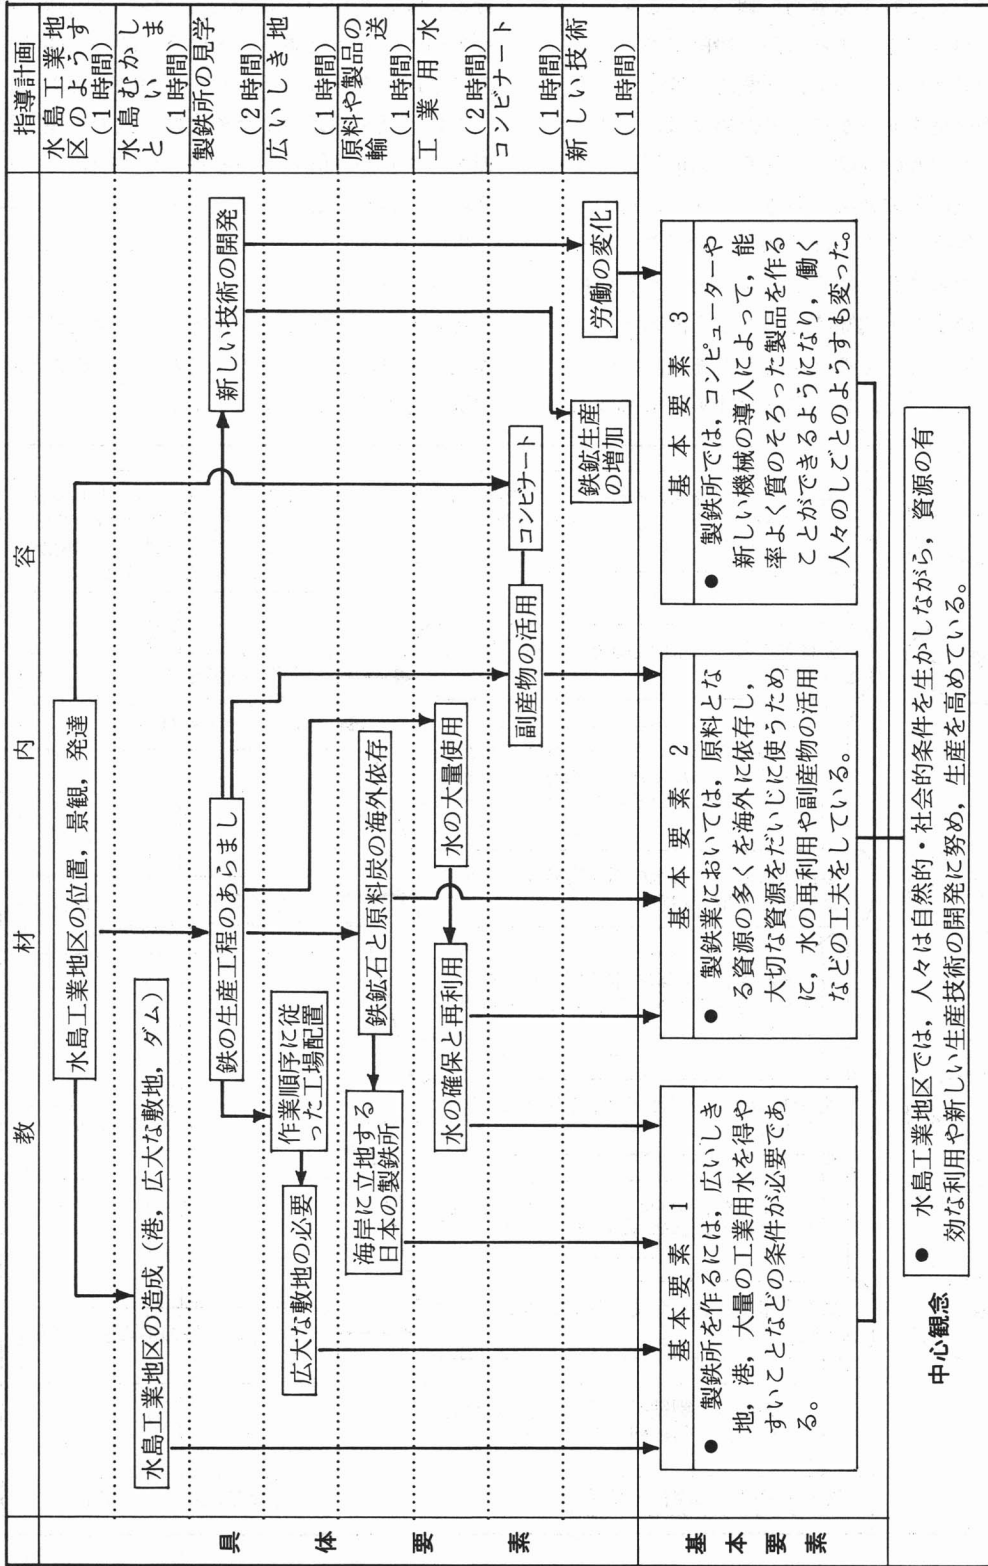 教材内容
指導計画
水島工業地区の位置，景観，発達
水島工業地区のようす
（1時間）
水島工業地区の造成（港，広大な敷地，ダム）
水島むかしと いま
（1時間）
鉄の生産工程のあらまし
新しい技術の開発
製鉄所の見学
（2時間）
広大な敷地の必要
作業順序に従
った工場配置
広いしき地
（1時間）
海岸に立地する
日本の製鉄所
鉄鉱石と原料炭の海外依存
原料や製品の輸送
（1時間）
水の確保と再利用
水の大量使用
工業用水
（2時間）
副産物の活用
コンビナート
コンビナート
（1時間）
鉄鉱生産
の増加
労働の変化
新しい技術
（1時間）
具体要素
基本要素
基本要素 1
● 製鉄所を作るには，広いしき
地，港，大量の工業用水を得や
すいことなどの条件が必要であ
る。
基本要素 2
● 製鉄業においては，原料とな
る資源の多くを海外に依存し，
大切な資源をだいじに使うため
に，水の再利用や副産物の活用
などの工夫をしている。
基本要素 3
● 製鉄所では，コンピューターや
新しい機械の導入によって，能
率よく質のそろった製品を作る
ことができるようになり，働く
人々のしごとのようすも変った。
中心観念
● 水島工業地区では，人々は自然的・社会的条件を生かしながら，資源の有
効な利用や新しい生産技術の開発に努め，生産を高めている。